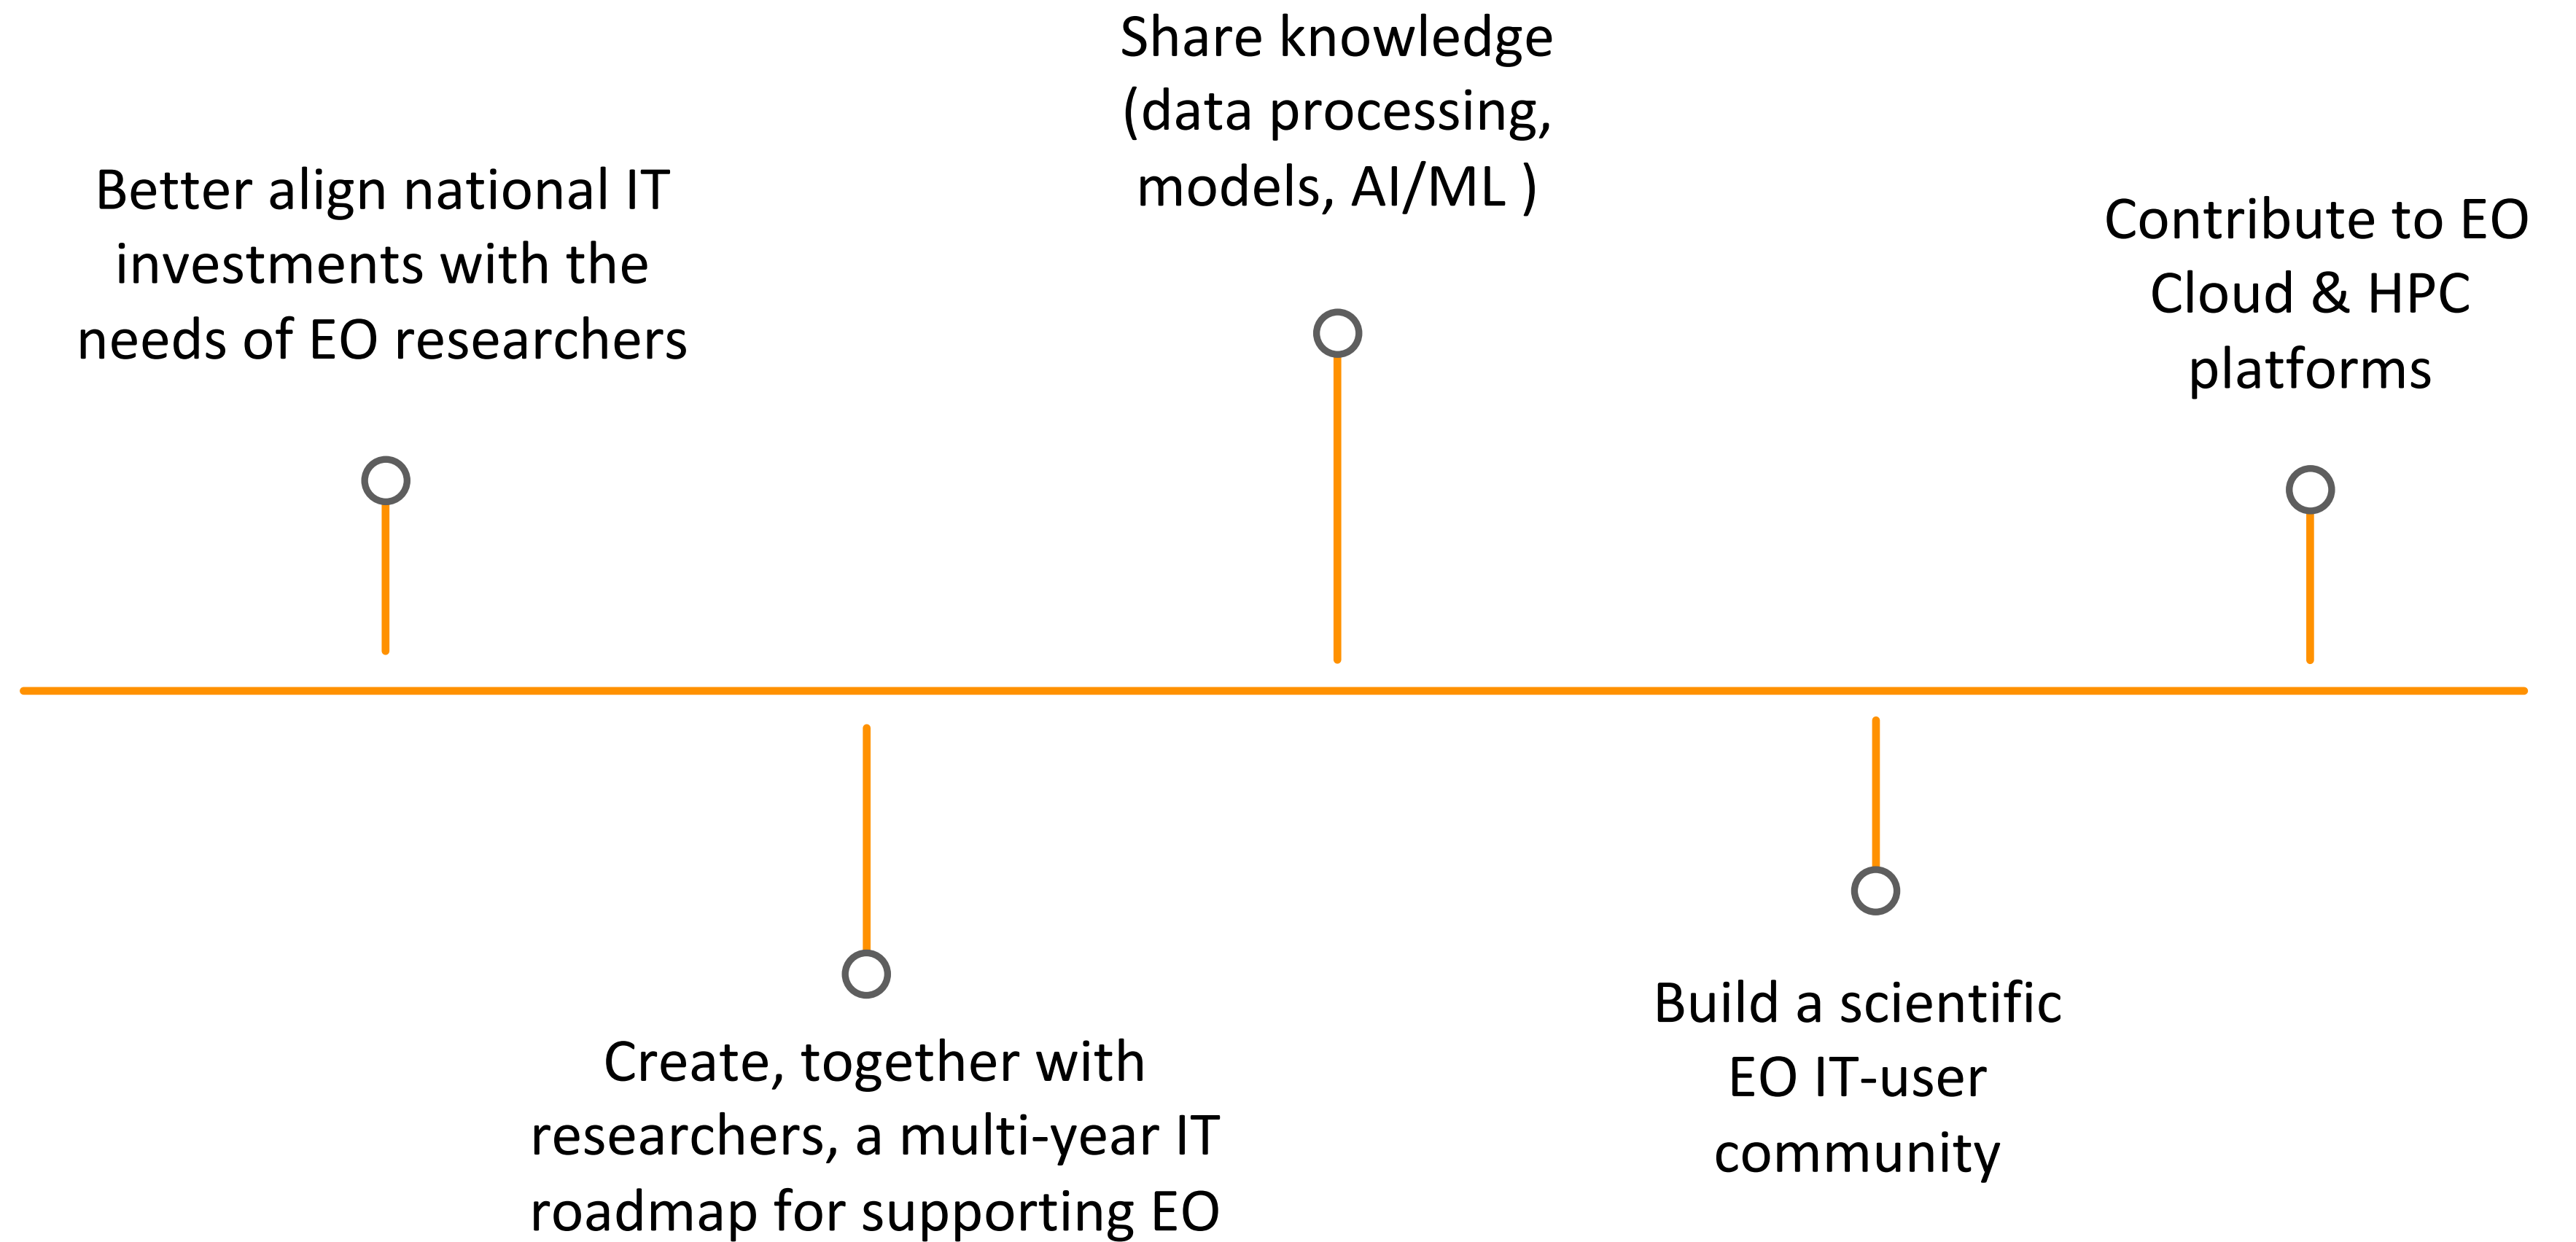 Better align national IT
investments with the
needs of EO researchers
Create, together with
researchers, a multi-year IT
roadmap for supporting EO
Share knowledge
(data processing,
models, AI/ML )
Build a scientific
EO IT-user
community
Contribute to EO
Cloud & HPC
platforms